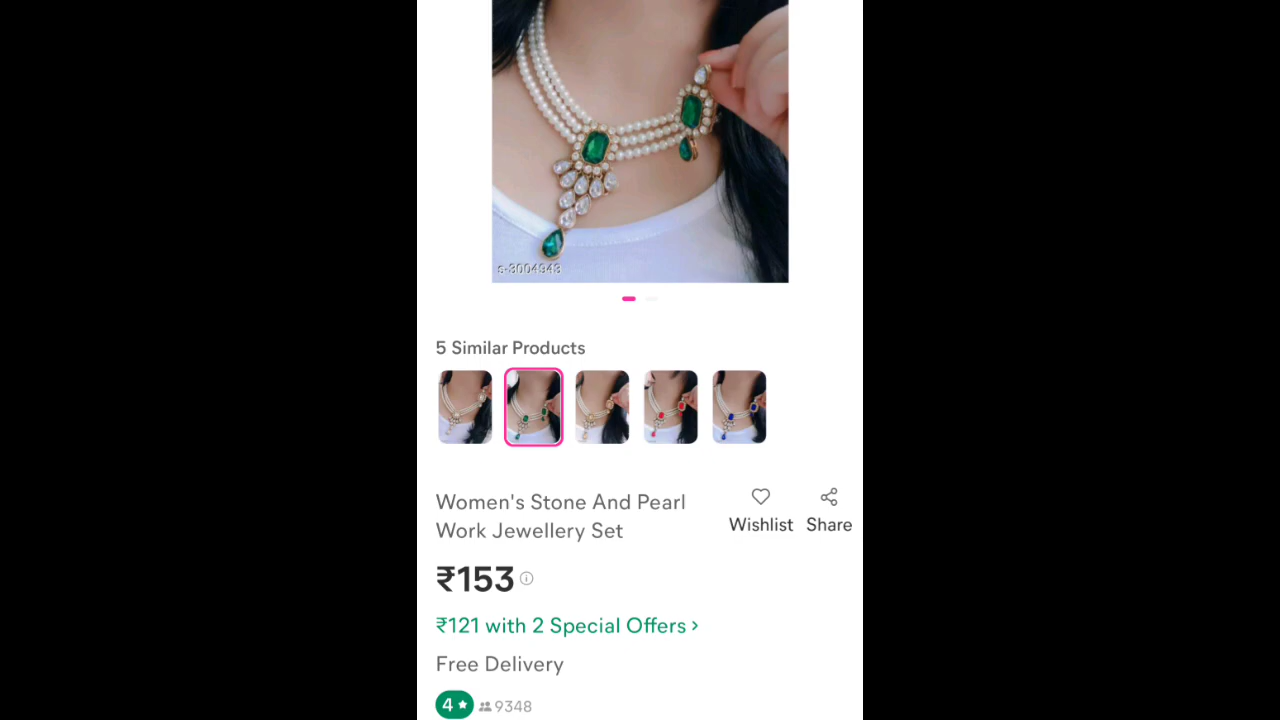 s-3004943
5 Similar Products
Women's Stone And Pearl
Work Jewellery Set
Wishlist
Share
₹153
₹121 with 2 Special Offers >
Free Delivery
4 ★ 9348